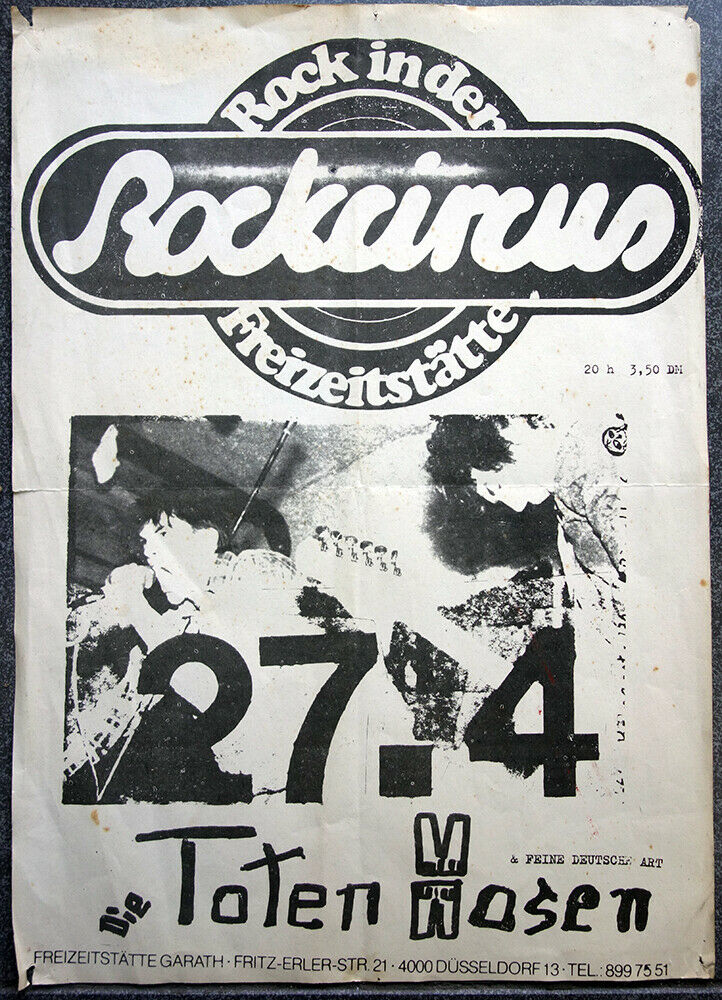 Rock in der
Rockcircus
Freizeitstätte
20 h 3,50 DM
27.4
Die Toten Hosen
& FEINE DEUTSCHE ART
FREIZEITSTÄTTE GARATH · FRITZ-ERLER-STR. 21 · 4000 DÜSSELDORF 13 · TEL.: 899 75 51